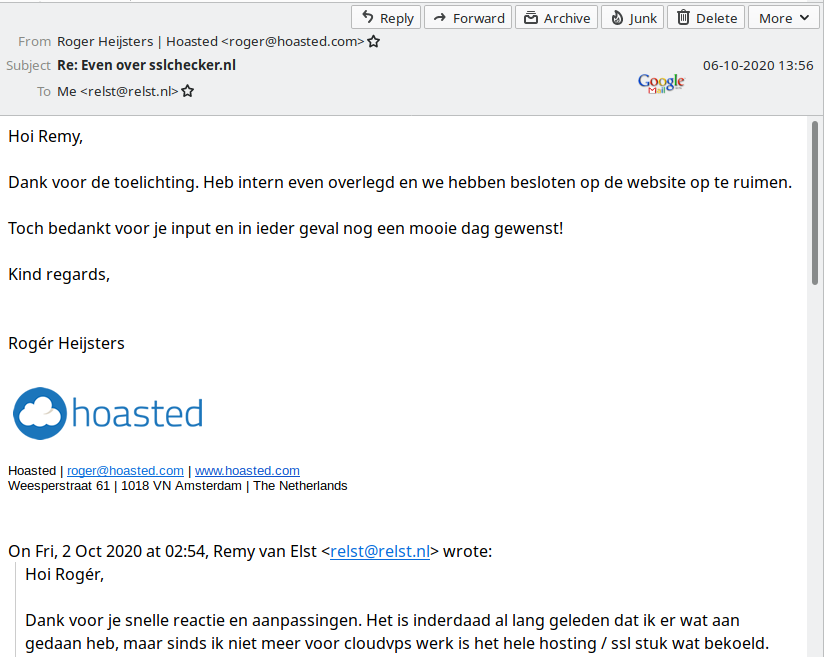 Reply
Forward
Archive
Junk
Delete
More
From Roger Heijsters | Hoasted <roger@hoasted.com>
Subject Re: Even over sslchecker.nl
06-10-2020 13:56
Google
Mail
To Me <relst@relst.nl>
Hoi Remy,
Dank voor de toelichting. Heb intern even overlegd en we hebben besloten op de website op te ruimen.
Toch bedankt voor je input en in ieder geval nog een mooie dag gewenst!
Kind regards,
Rogér Heijsters
hoasted
Hoasted | roger@hoasted.com | www.hoasted.com
Weesperstraat 61 | 1018 VN Amsterdam | The Netherlands
On Fri, 2 Oct 2020 at 02:54, Remy van Elst <relst@relst.nl> wrote:
Hoi Rogér,
Dank voor je snelle reactie en aanpassingen. Het is inderdaad al lang geleden dat ik er wat aan
gedaan heb, maar sinds ik niet meer voor cloudvps werk is het hele hosting / ssl stuk wat bekoeld.